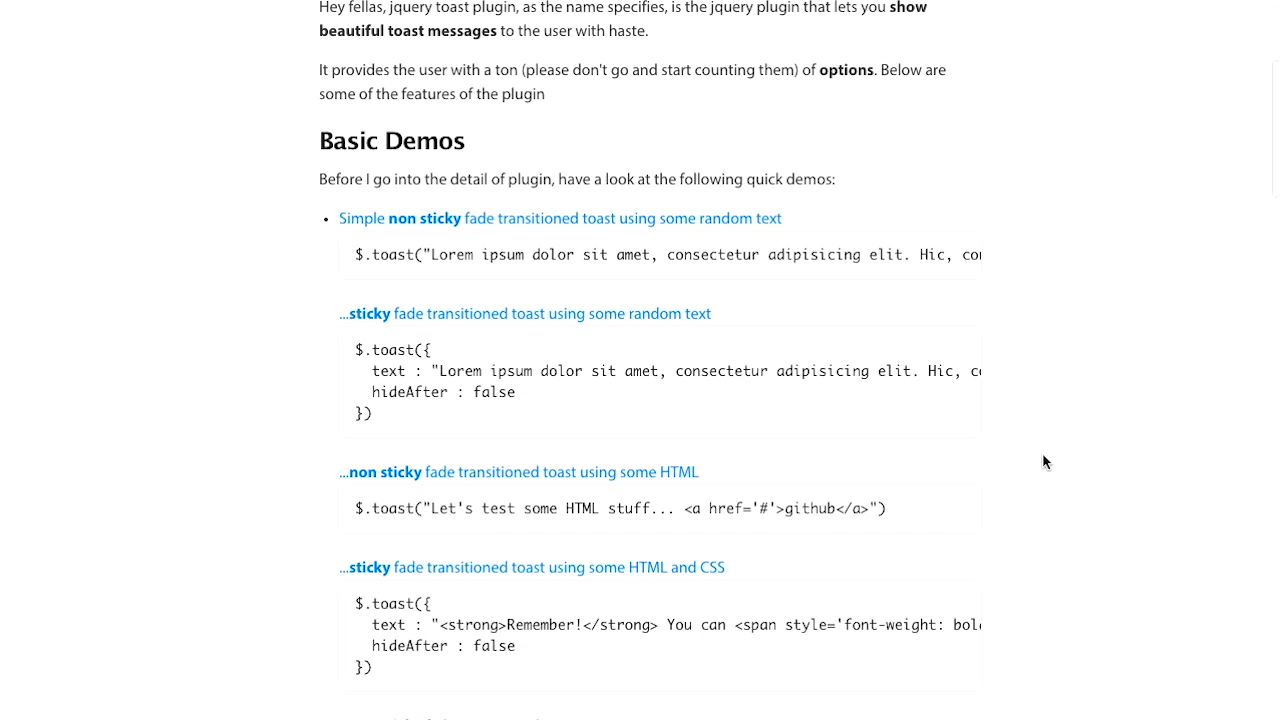 Hey fellas, jquery toast plugin, as the name specifies, is the jquery plugin that lets you show
beautiful toast messages to the user with haste.
It provides the user with a ton (please don't go and start counting them) of options. Below are
some of the features of the plugin
Basic Demos
Before I go into the detail of plugin, have a look at the following quick demos:
• Simple non sticky fade transitioned toast using some random text
$.toast("Lorem ipsum dolor sit amet, consectetur adipisicing elit. Hic, co
...sticky fade transitioned toast using some random text
$.toast({
text : "Lorem ipsum dolor sit amet, consectetur adipisicing elit. Hic, c
hideAfter : false
})
...non sticky fade transitioned toast using some HTML
$.toast("Let's test some HTML stuff... <a href='#'>github</a>")
...sticky fade transitioned toast using some HTML and CSS
$.toast({
text : "<strong>Remember!</strong> You can <span style='font-weight: bol
hideAfter : false
})